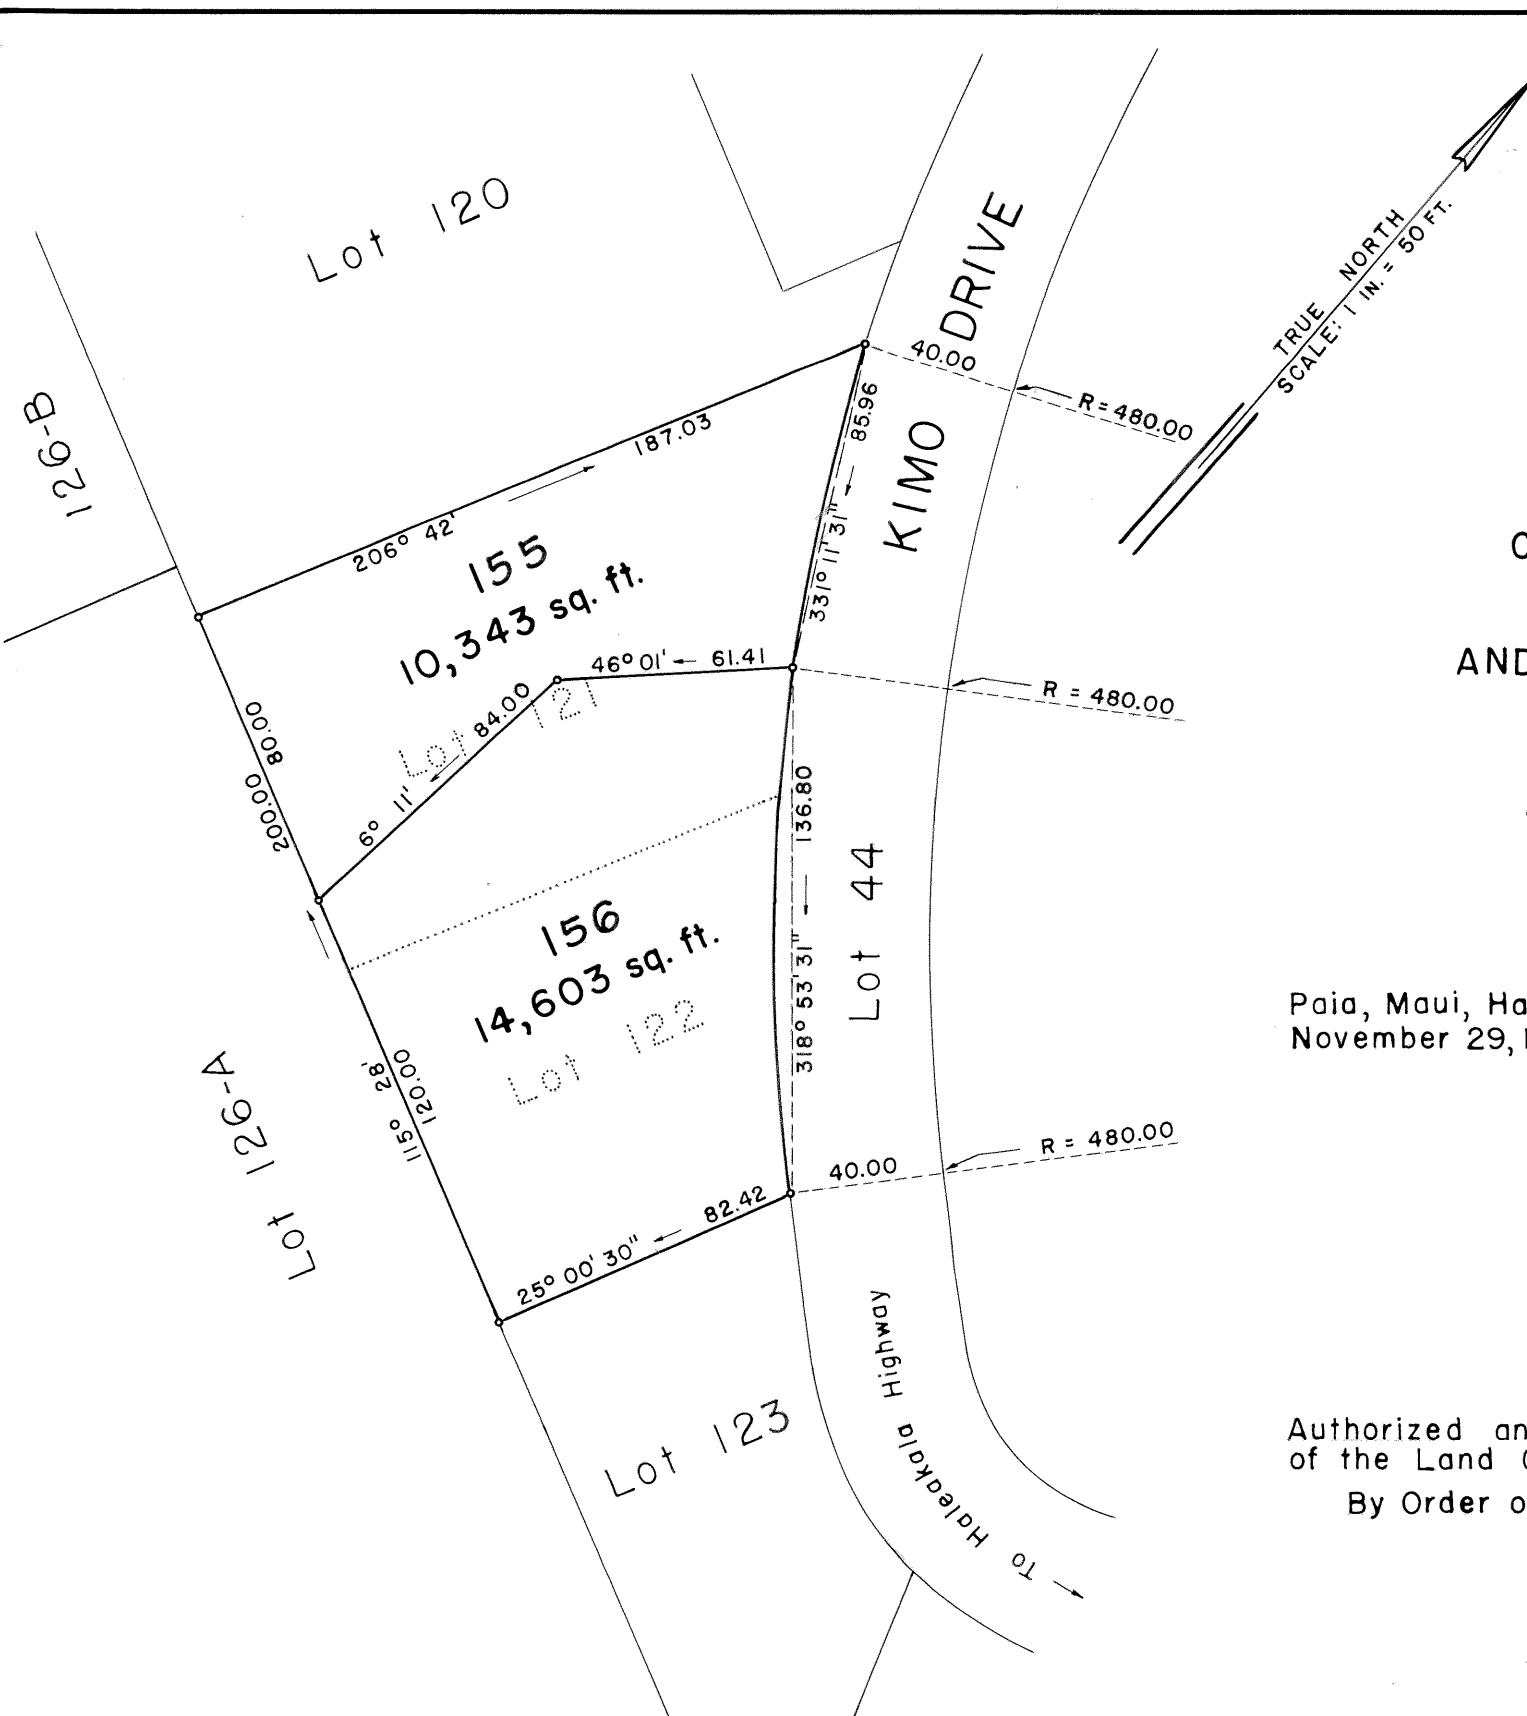 Lot 120
DRIVE
TRUE NORTH
SCALE: 1 IN. = 50 FT.
40.00
R = 480.00
126-B
187.03
206° 42'
85.96
331° 11' 31"
KIMO
155
10,343 sq. ft.
46° 01' 61.41
R = 480.00
AND
Lot 121
84.00
6° 11'
80.00
200.00
136.80
318° 53' 31"
Lot 44
156
14,603 sq. ft.
Lot 122
Paia, Maui, Ha
November 29, 1
Lot 126-A
115° 28'
120.00
40.00
R = 480.00
82.42
25° 00' 30"
To Haleakala Highway
Lot 123
Authorized an
of the Land C
By Order o